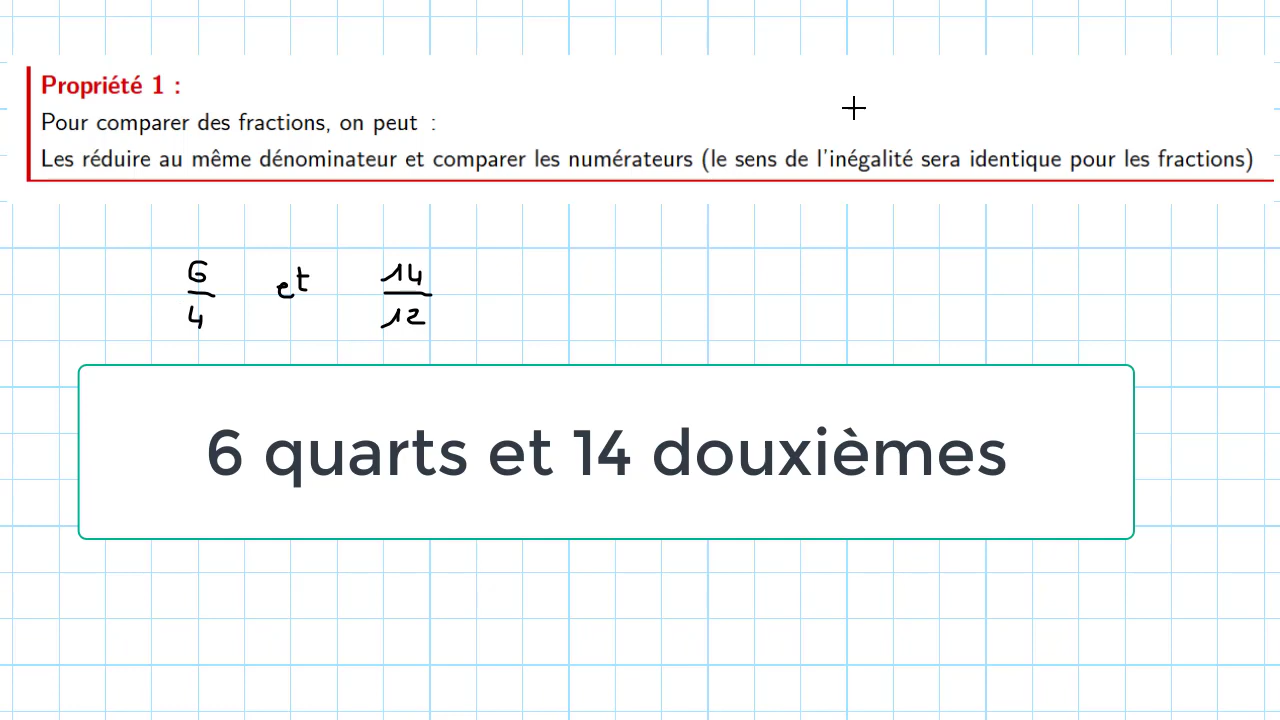 Propriété 1 :
Pour comparer des fractions, on peut :
Les réduire au même dénominateur et comparer les numérateurs (le sens de l'inégalité sera identique pour les fractions)
6/4 et 14/12
6 quarts et 14 douxièmes